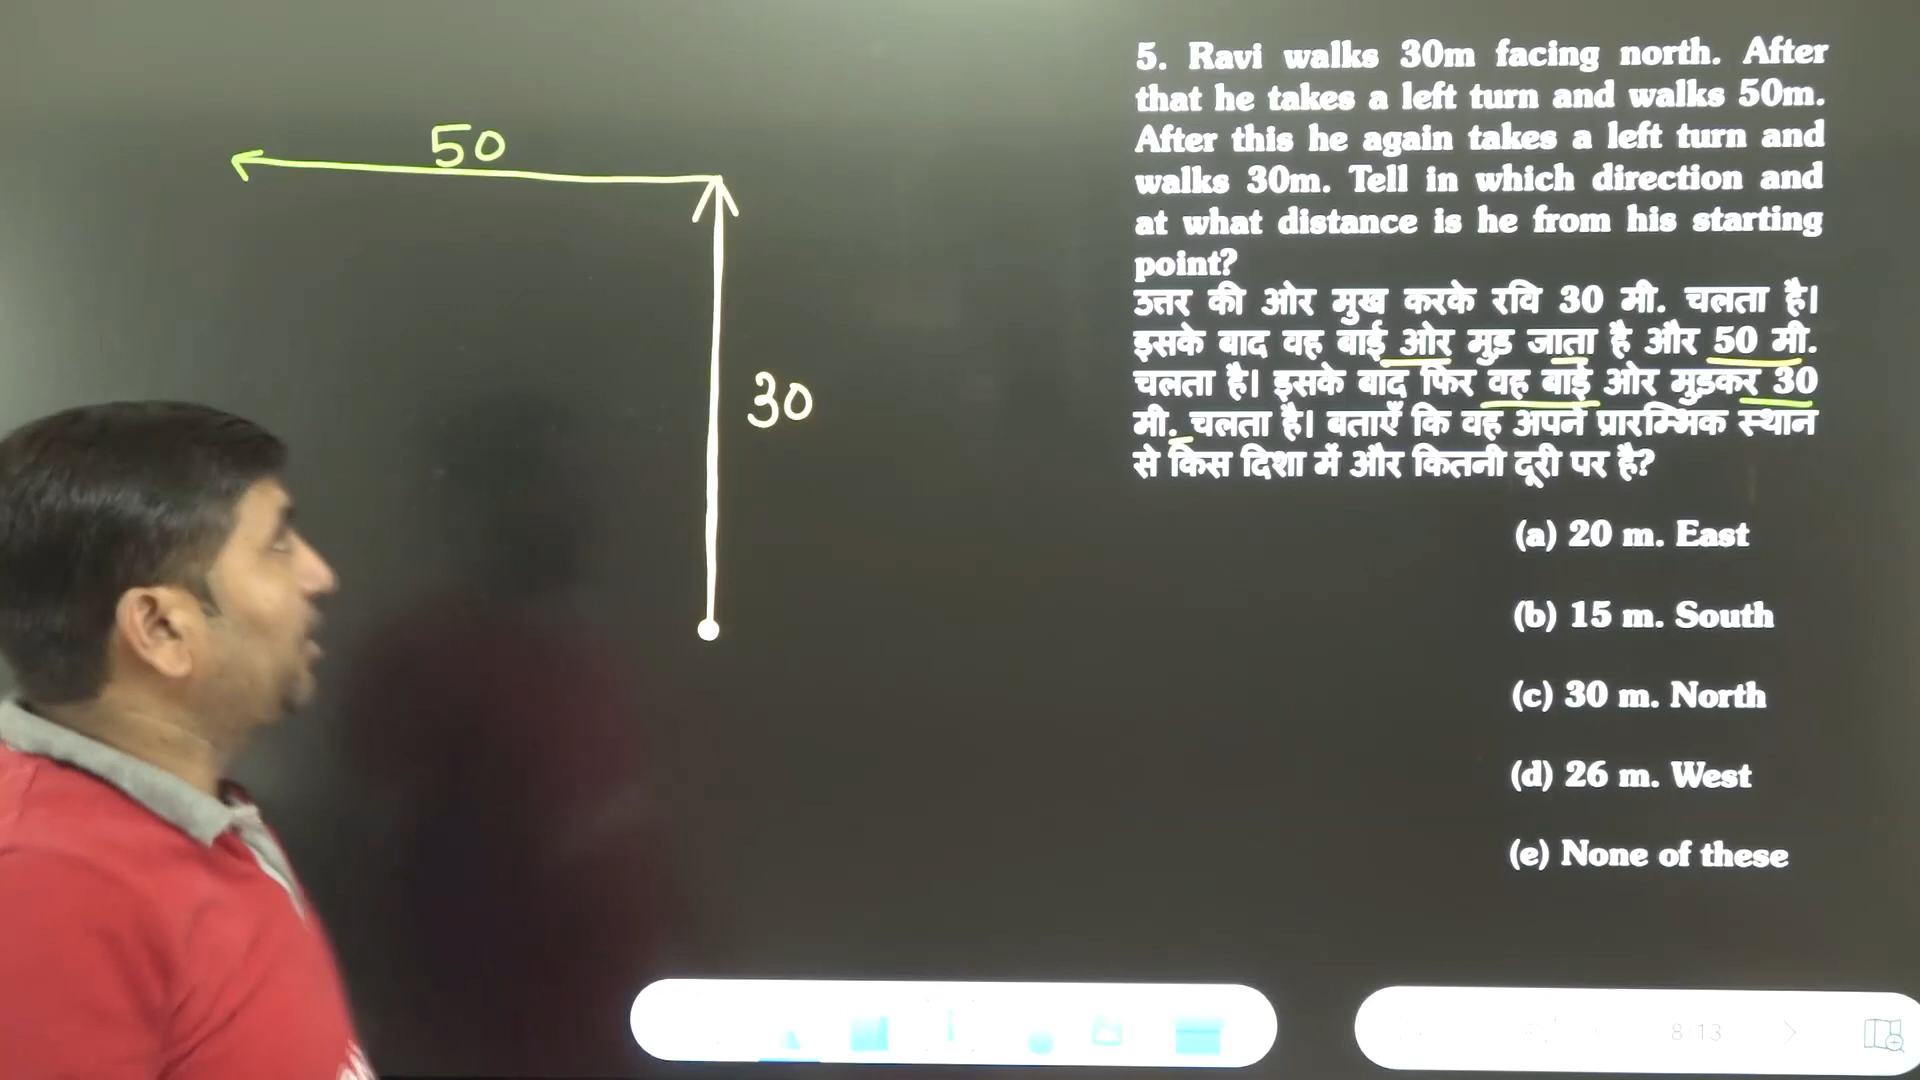 50
30
5. Ravi walks 30m facing north. After
that he takes a left turn and walks 50m.
After this he again takes a left turn and
walks 30m. Tell in which direction and
at what distance is he from his starting
point?
उत्तर की ओर मुख करके रवि 30 मी. चलता है।
इसके बाद वह बाईं ओर मुड़ जाता है और 50 मी.
चलता है। इसके बाद फिर वह बाईं ओर मुड़कर 30
मी. चलता है। बताएँ कि वह अपने प्रारम्भिक स्थान
से किस दिशा में और कितनी दूरी पर है?
(a) 20 m. East
(b) 15 m. South
(c) 30 m. North
(d) 26 m. West
(e) None of these
8/13